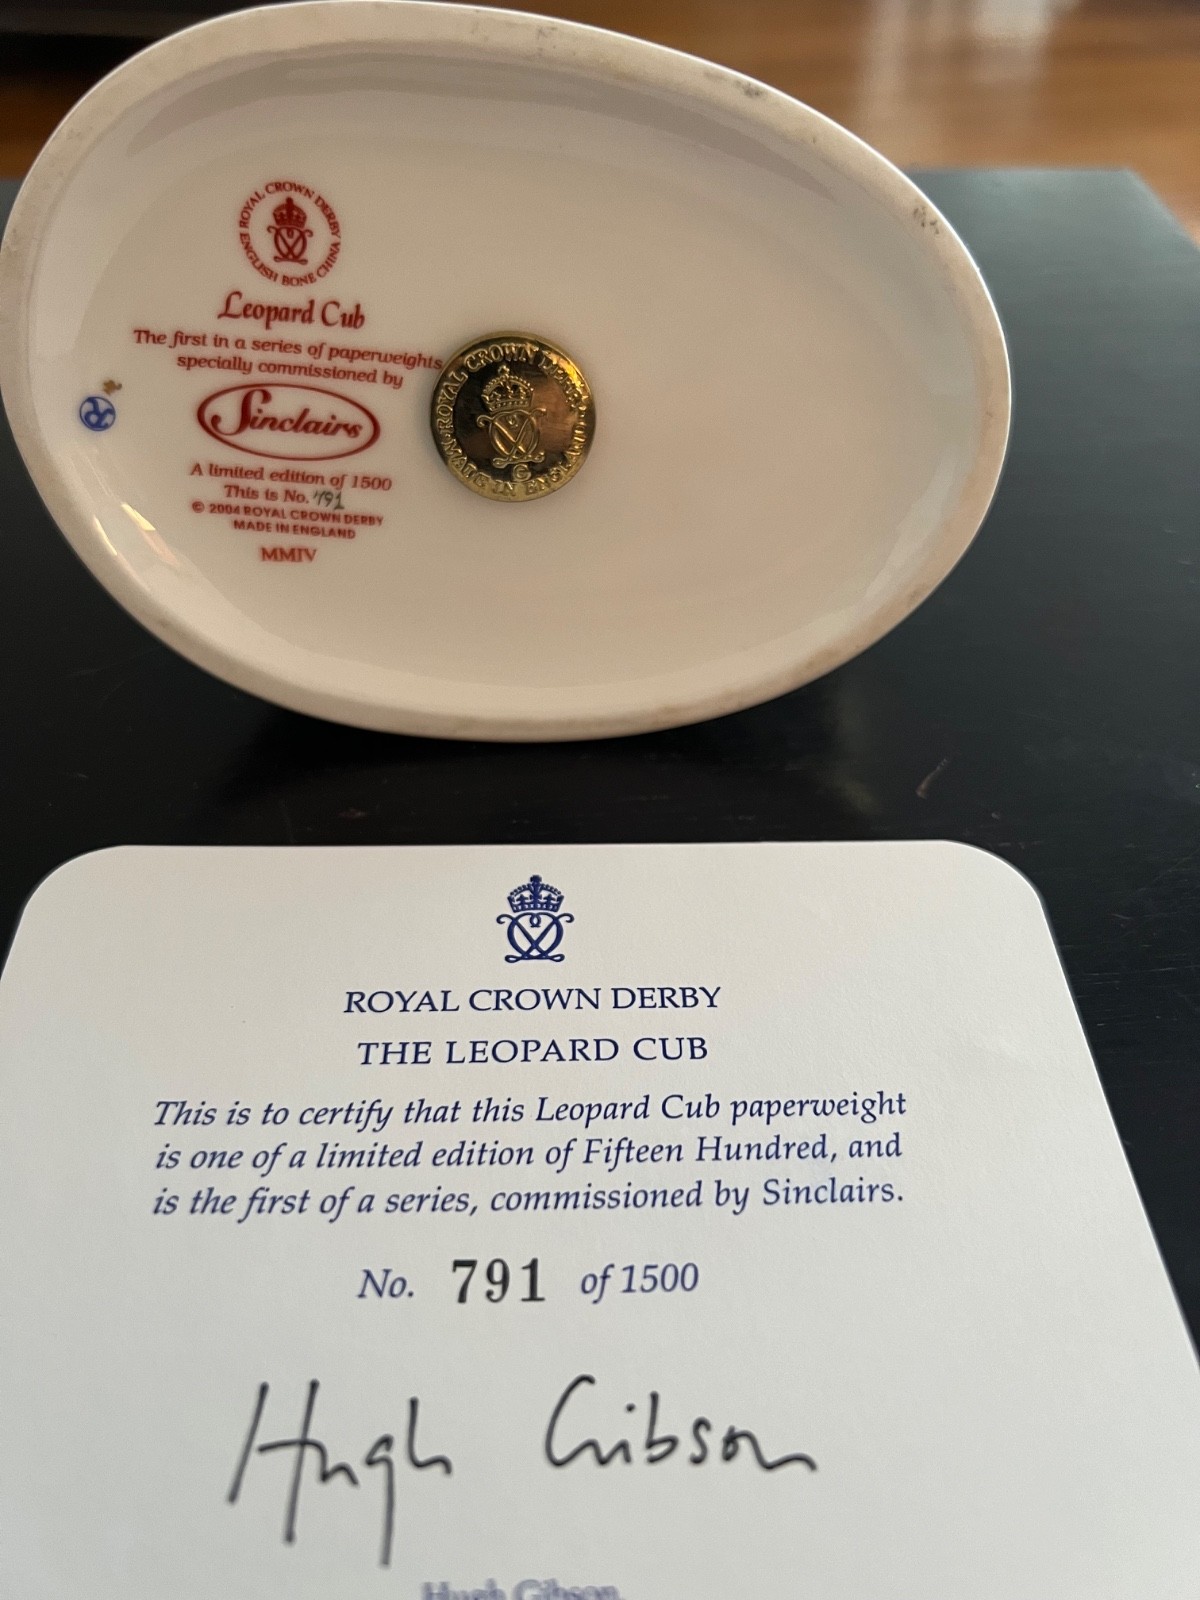 ROYAL CROWN DERBY
ENGLISH BONE CHINA
Leopard Cub
The first in a series of paperweights
specially commissioned by
Sinclairs
A limited edition of 1500
This is No. 791
© 2004 ROYAL CROWN DERBY
MADE IN ENGLAND
MMIV
ROYAL CROWN DERBY
MADE IN ENGLAND
G
ROYAL CROWN DERBY
THE LEOPARD CUB
This is to certify that this Leopard Cub paperweight
is one of a limited edition of Fifteen Hundred, and
is the first of a series, commissioned by Sinclairs.
No. 791 of 1500
Hugh Gibson
Hugh Gibson,